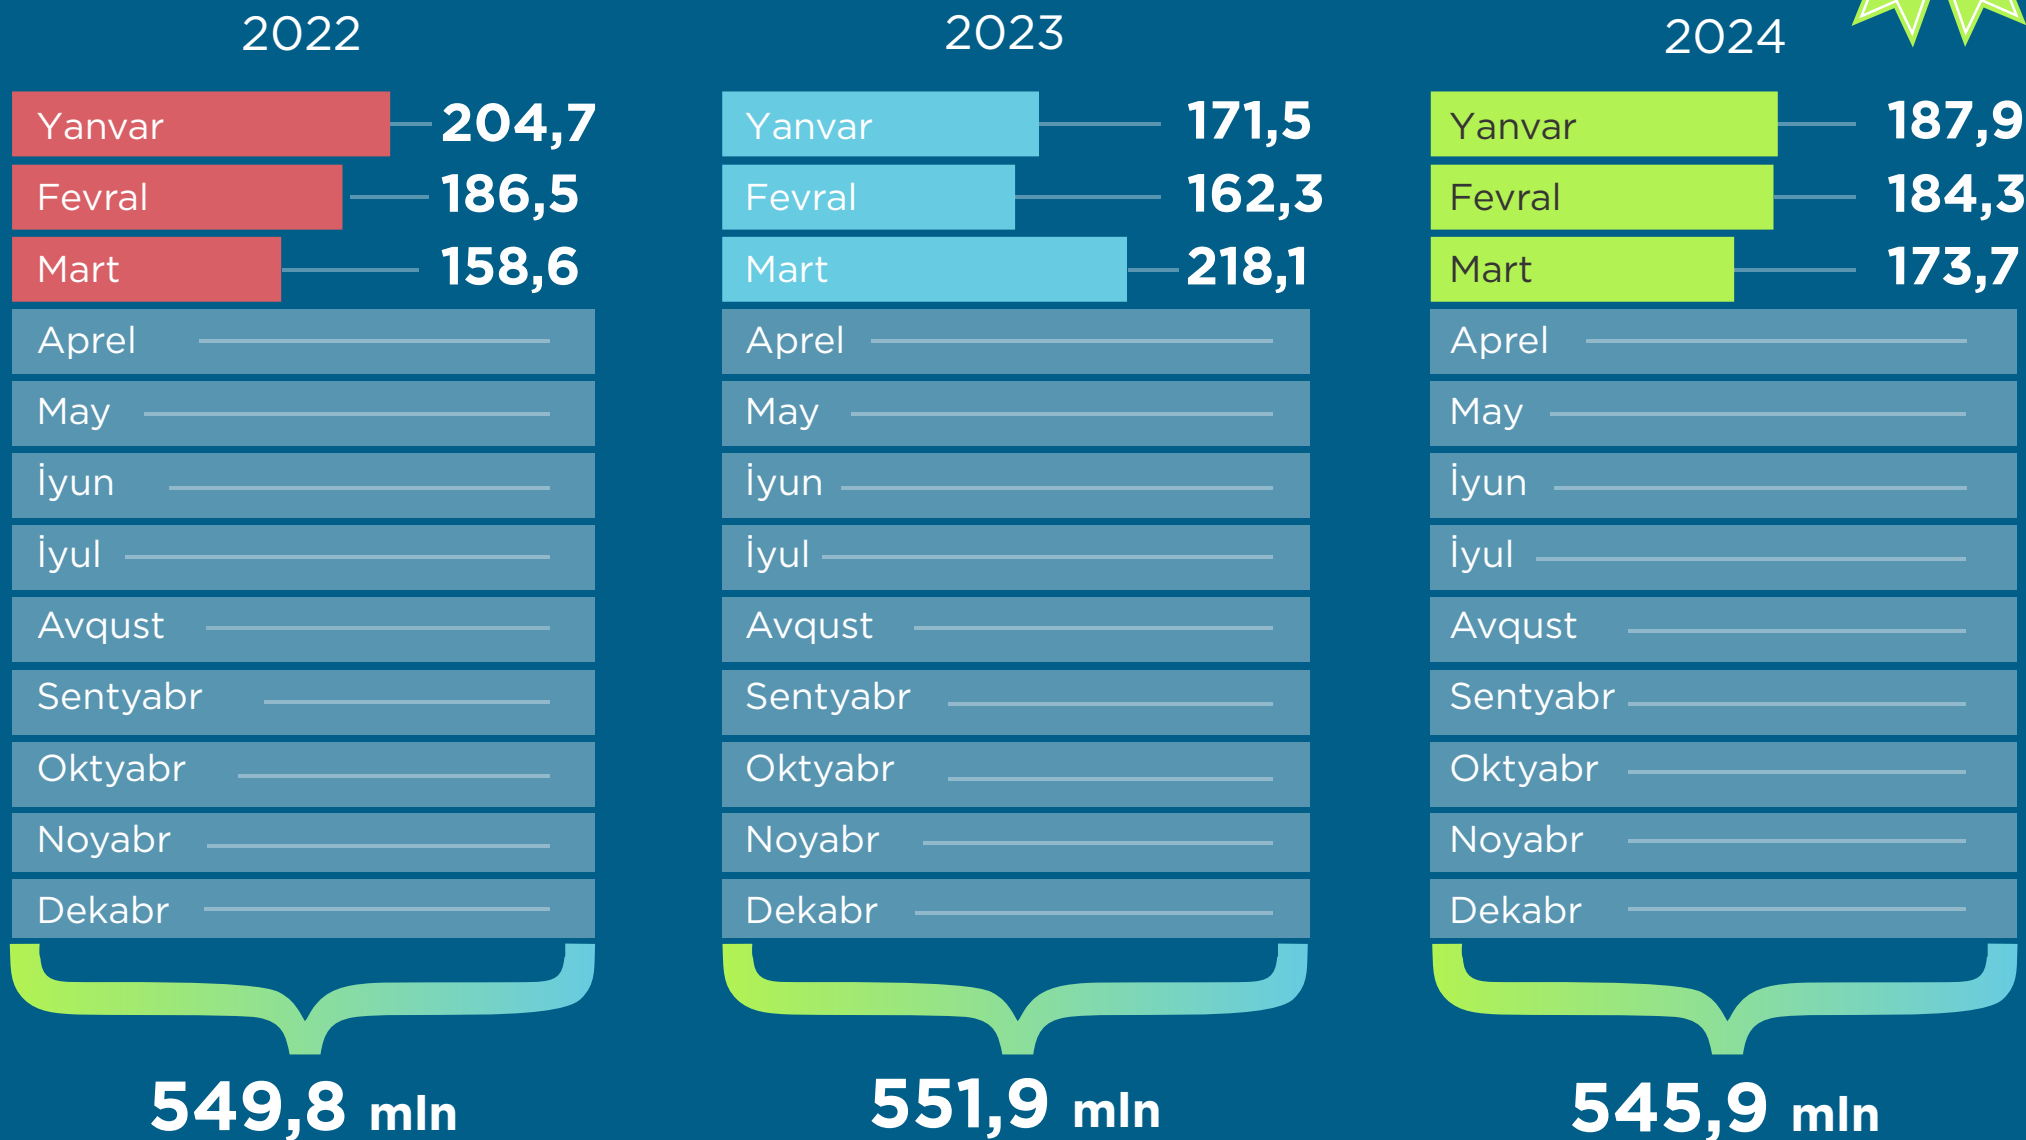 2022
Yanvar 204,7
Fevral 186,5
Mart 158,6
Aprel
May
İyun
İyul
Avqust
Sentyabr
Oktyabr
Noyabr
Dekabr
549,8 mln
2023
Yanvar 171,5
Fevral 162,3
Mart 218,1
Aprel
May
İyun
İyul
Avqust
Sentyabr
Oktyabr
Noyabr
Dekabr
551,9 mln
2024
Yanvar 187,9
Fevral 184,3
Mart 173,7
Aprel
May
İyun
İyul
Avqust
Sentyabr
Oktyabr
Noyabr
Dekabr
545,9 mln